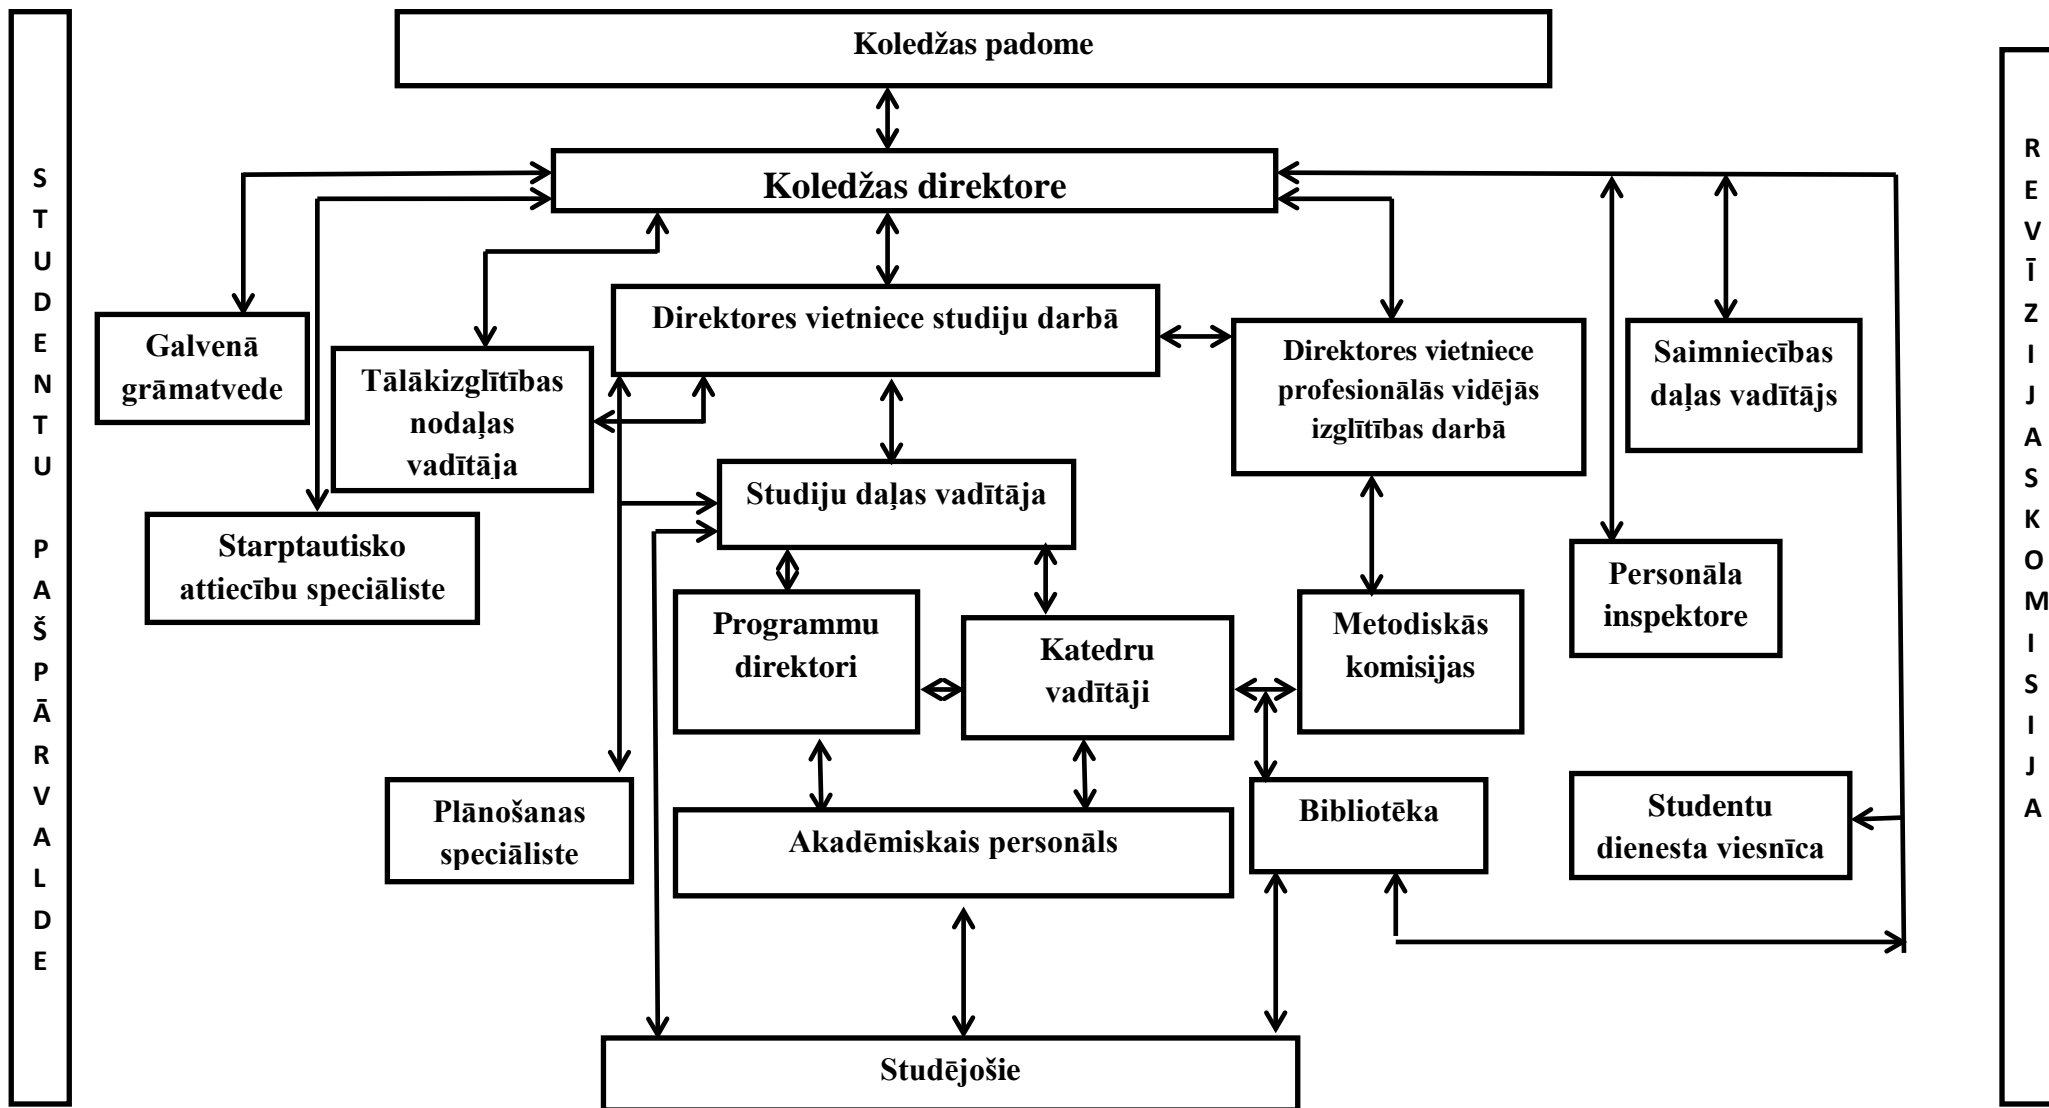 Koledžas padome
STUDENTU PAŠPĀRVALDE
REVĪZIJASKOMISIJA
Koledžas direktore
Direktores vietniece studiju darbā
Galvenā
grāmatvede
Tālākizglītības
nodaļas
vadītāja
Direktores vietniece
profesionālās vidējās
izglītības darbā
Saimniecības
daļas vadītājs
Studiju daļas vadītāja
Starptautisko
attiecību speciāliste
Personāla
inspektore
Programmu
direktori
Katedru
vadītāji
Metodiskās
komisijas
Plānošanas
speciāliste
Akadēmiskais personāls
Bibliotēka
Studentu
dienesta viesnīca
Studējošie